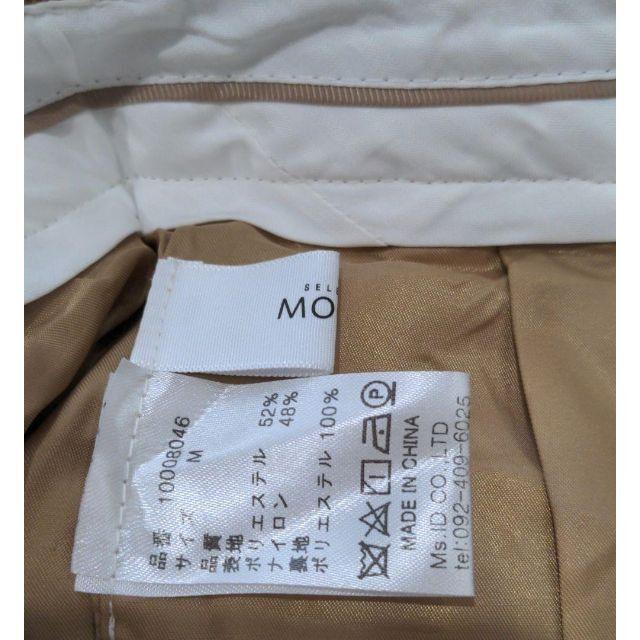 SELE
MO
品番 10008046
サイズ M
品質
表地
ポリエステル 52%
ナイロン 48%
裏地
ポリエステル 100%
MADE IN CHINA
Ms.ID CO.,LTD
tel:092-409-6025